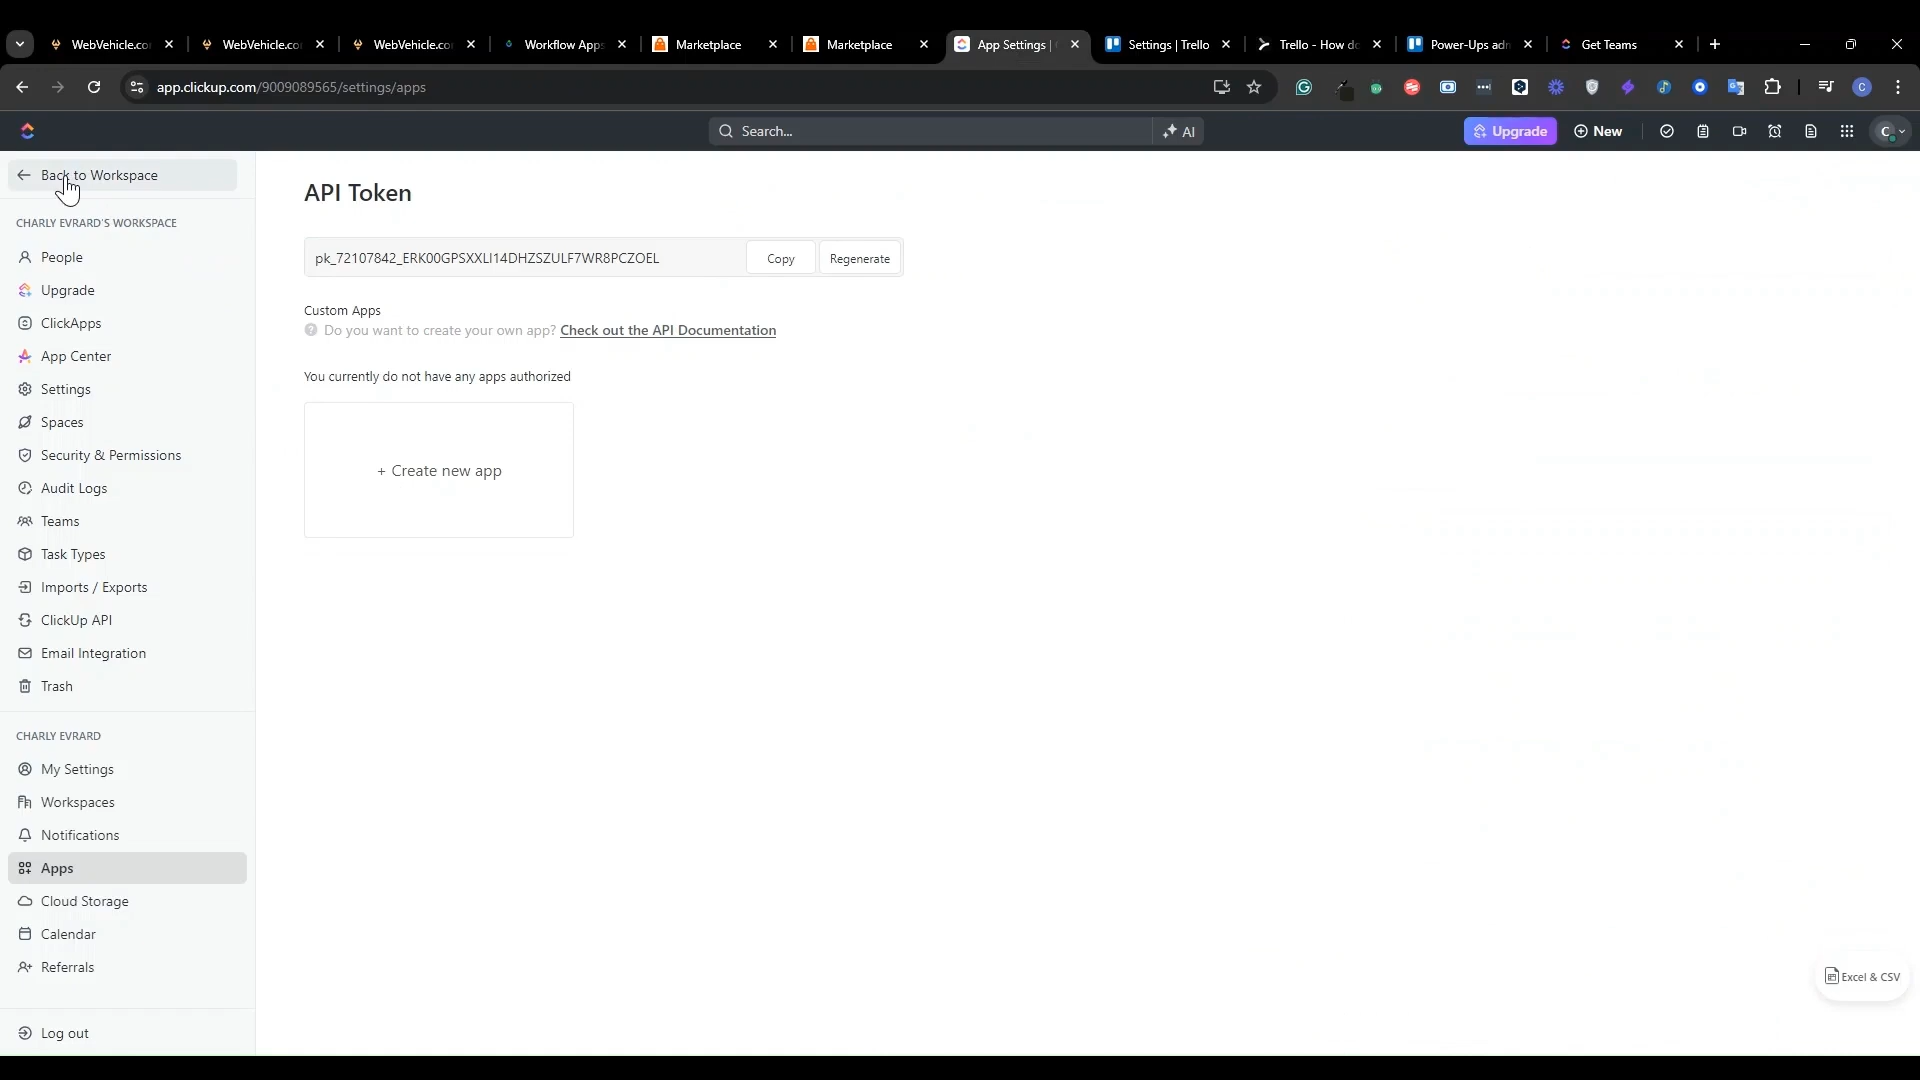 WebVehicle.co
WebVehicle.co
WebVehicle.co
Workflow Apps
Marketplace
Marketplace
App Settings |
Settings | Trello
Trello - How do
Power-Ups adn
Get Teams
app.clickup.com/9009089565/settings/apps
C
Search...
AI
Upgrade
New
C
Back to Workspace
CHARLY EVRARD'S WORKSPACE
People
Upgrade
ClickApps
App Center
Settings
Spaces
Security & Permissions
Audit Logs
Teams
Task Types
Imports / Exports
ClickUp API
Email Integration
Trash
CHARLY EVRARD
My Settings
Workspaces
Notifications
Apps
Cloud Storage
Calendar
Referrals
Log out
API Token
pk_72107842_ERK00GPSXXLI14DHZSZULF7WR8PCZOEL
Copy
Regenerate
Custom Apps
Do you want to create your own app? Check out the API Documentation
You currently do not have any apps authorized
+ Create new app
Excel & CSV